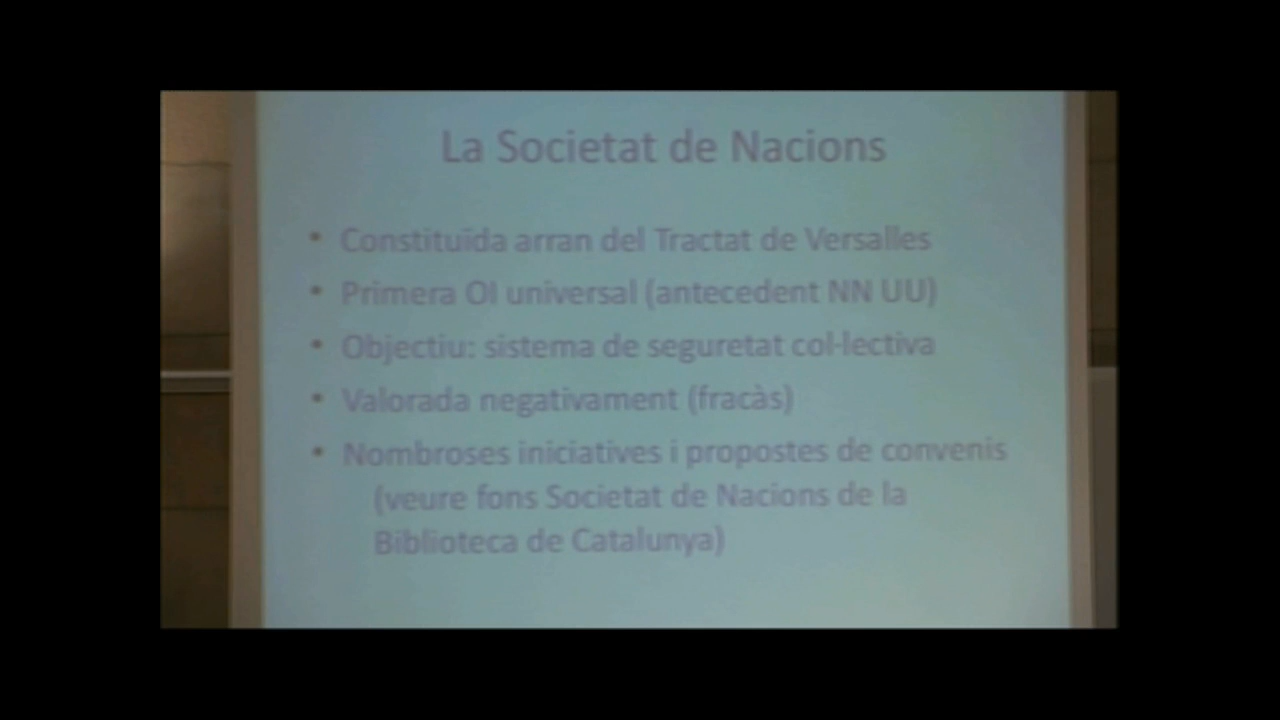 La Societat de Nacions
• Constituïda arran del Tractat de Versalles
• Primera OI universal (antecedent NN UU)
• Objectiu: sistema de seguretat col·lectiva
• Valorada negativament (fracàs)
• Nombroses iniciatives i propostes de convenis
(veure fons Societat de Nacions de la
Biblioteca de Catalunya)